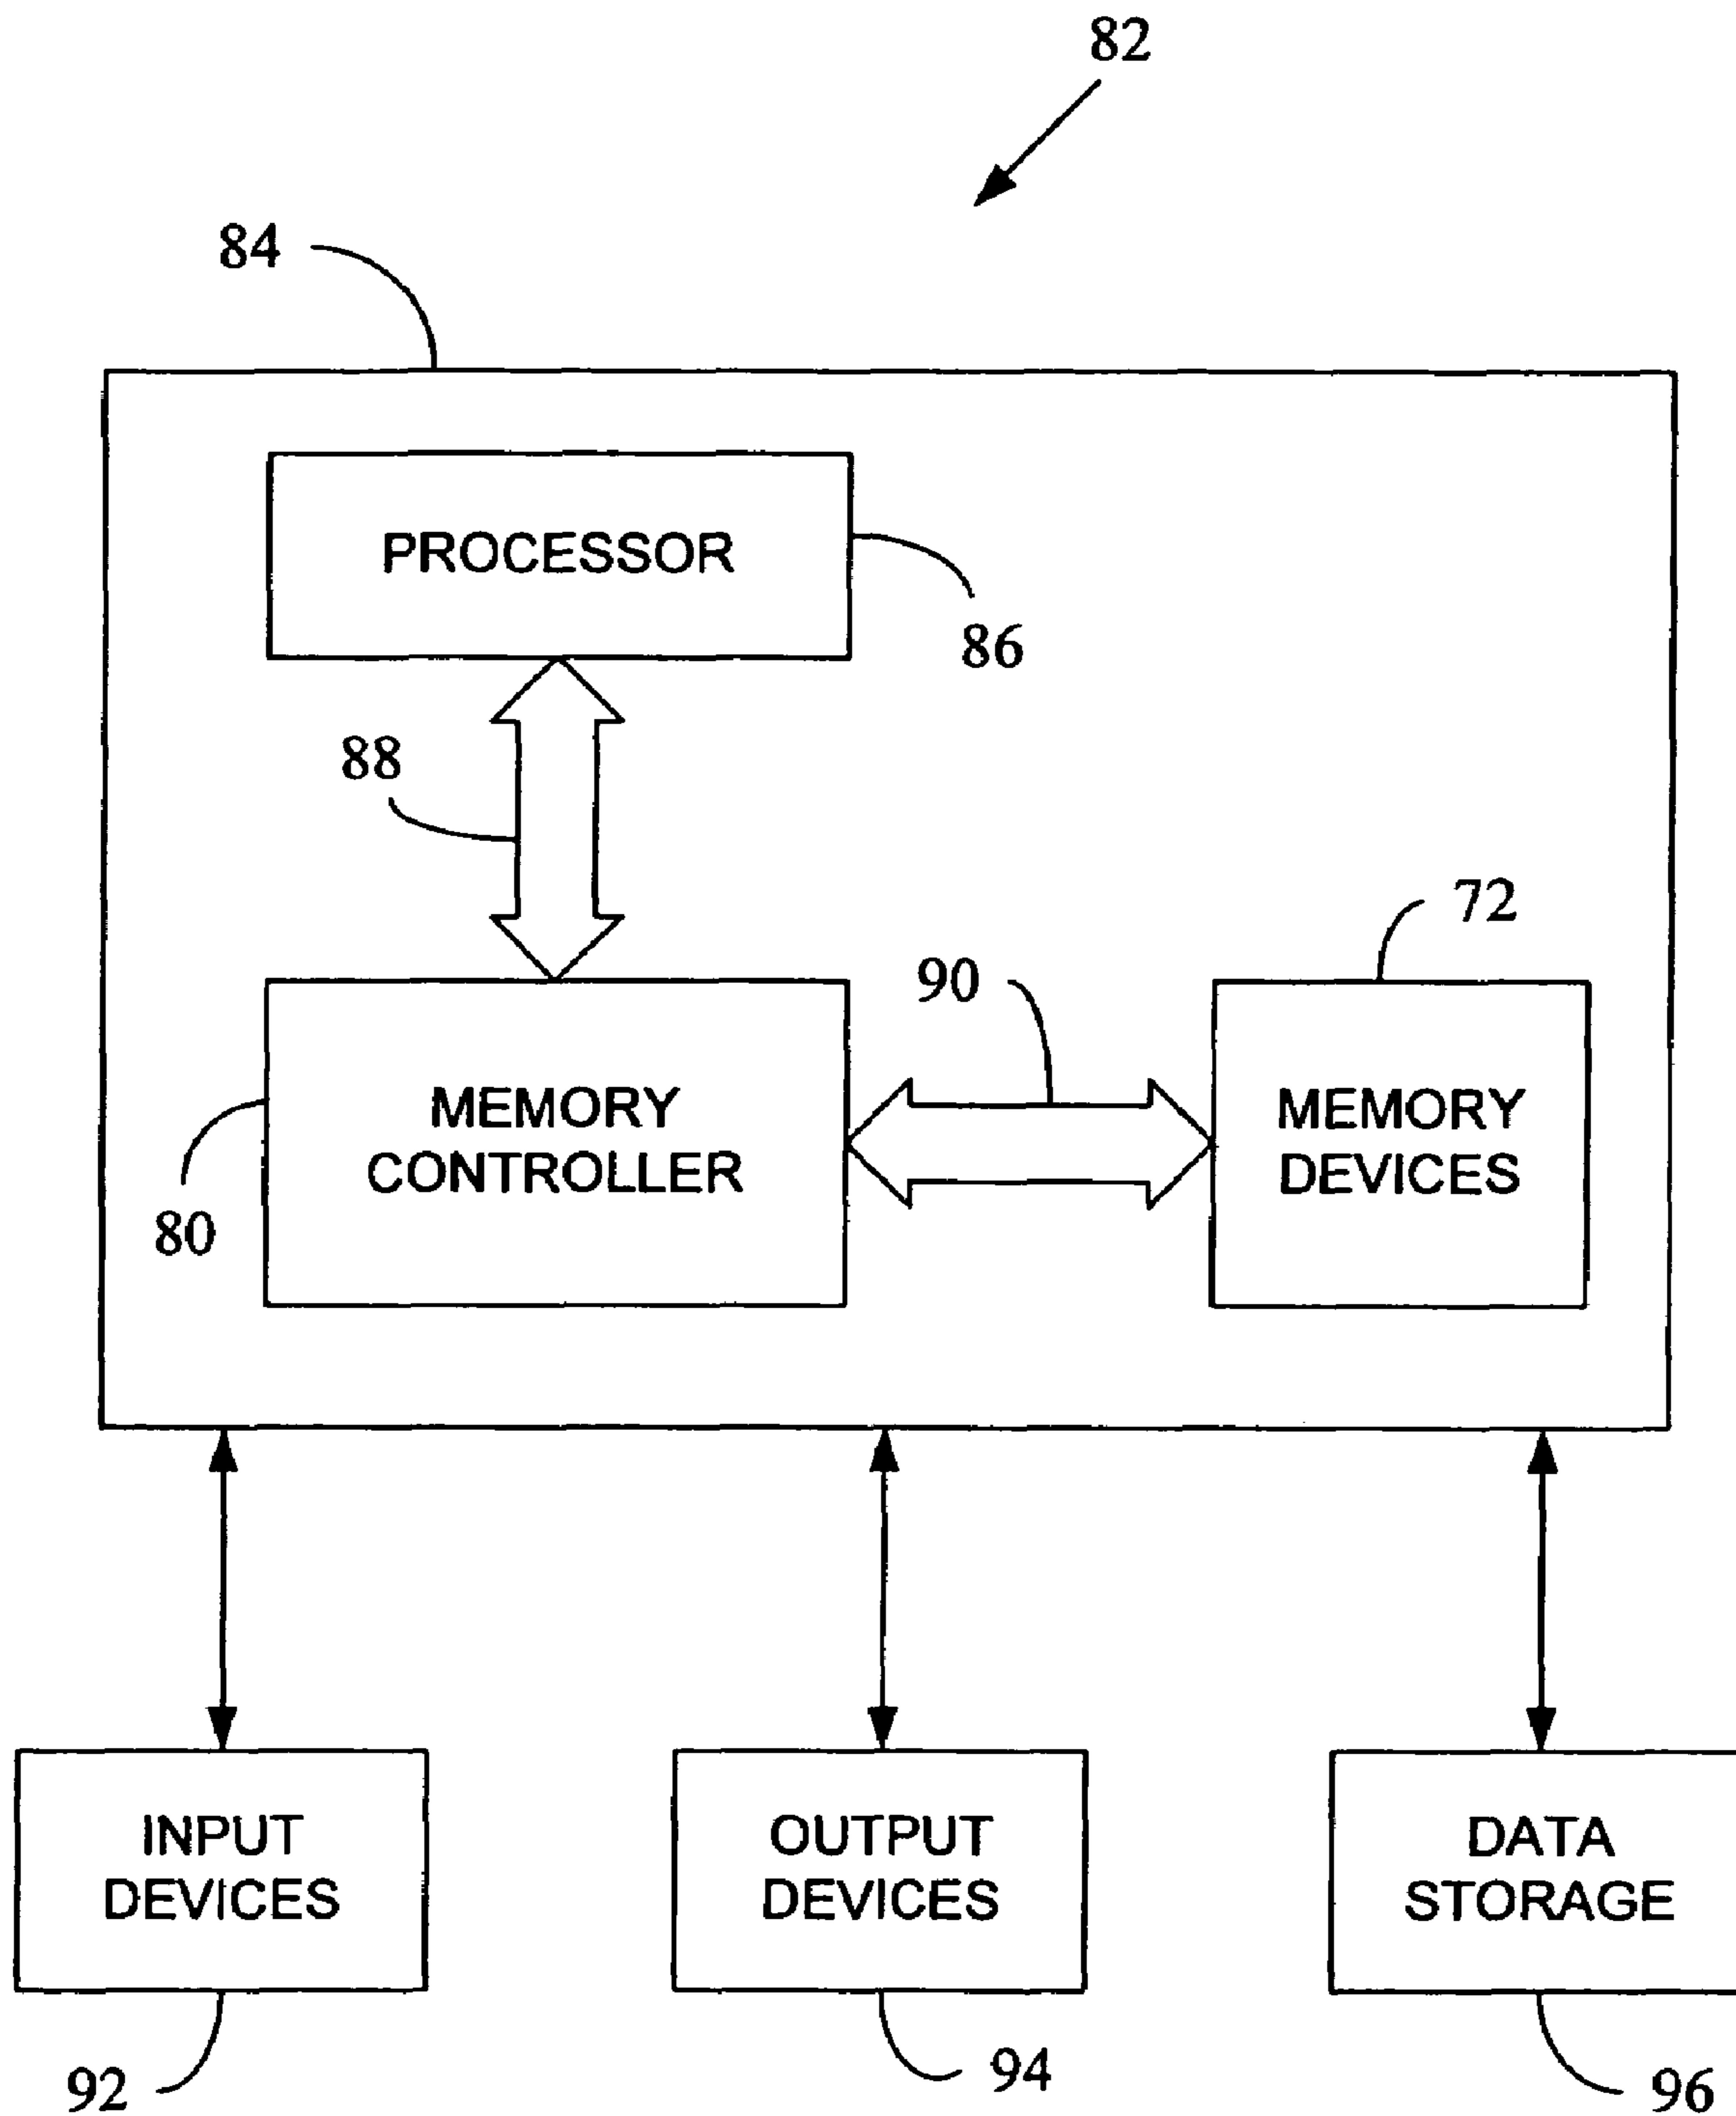 82
84
PROCESSOR
86
88
72
90
MEMORY
CONTROLLER
MEMORY
DEVICES
80
INPUT
DEVICES
OUTPUT
DEVICES
DATA
STORAGE
92
94
96